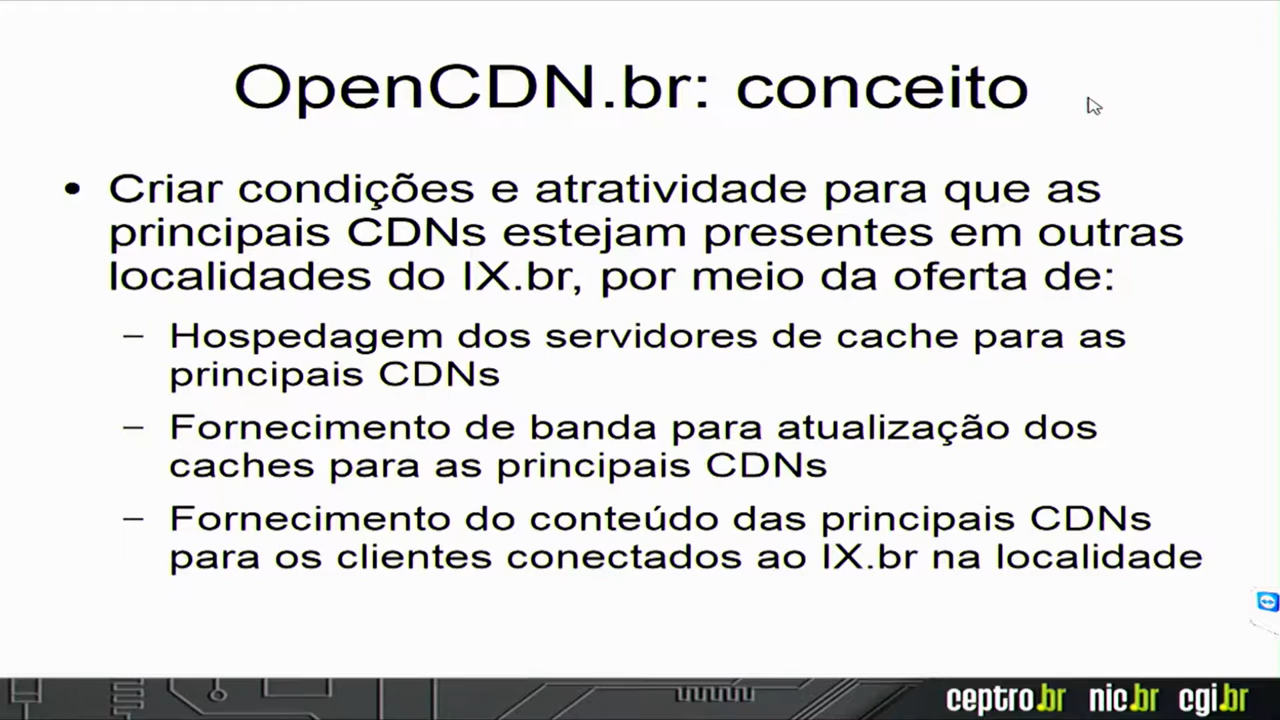 OpenCDN.br: conceito
• Criar condições e atratividade para que as
principais CDNs estejam presentes em outras
localidades do IX.br, por meio da oferta de:
– Hospedagem dos servidores de cache para as
principais CDNs
– Fornecimento de banda para atualização dos
caches para as principais CDNs
– Fornecimento do conteúdo das principais CDNs
para os clientes conectados ao IX.br na localidade
ceptro.br nic.br cgi.br